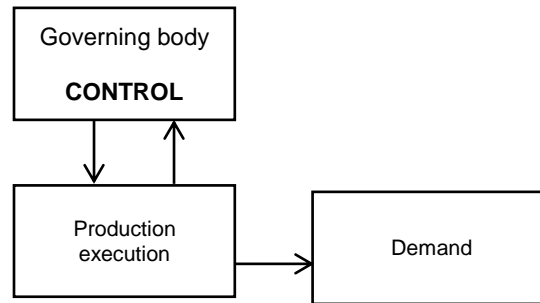 Governing body
CONTROL
Production
execution
Demand